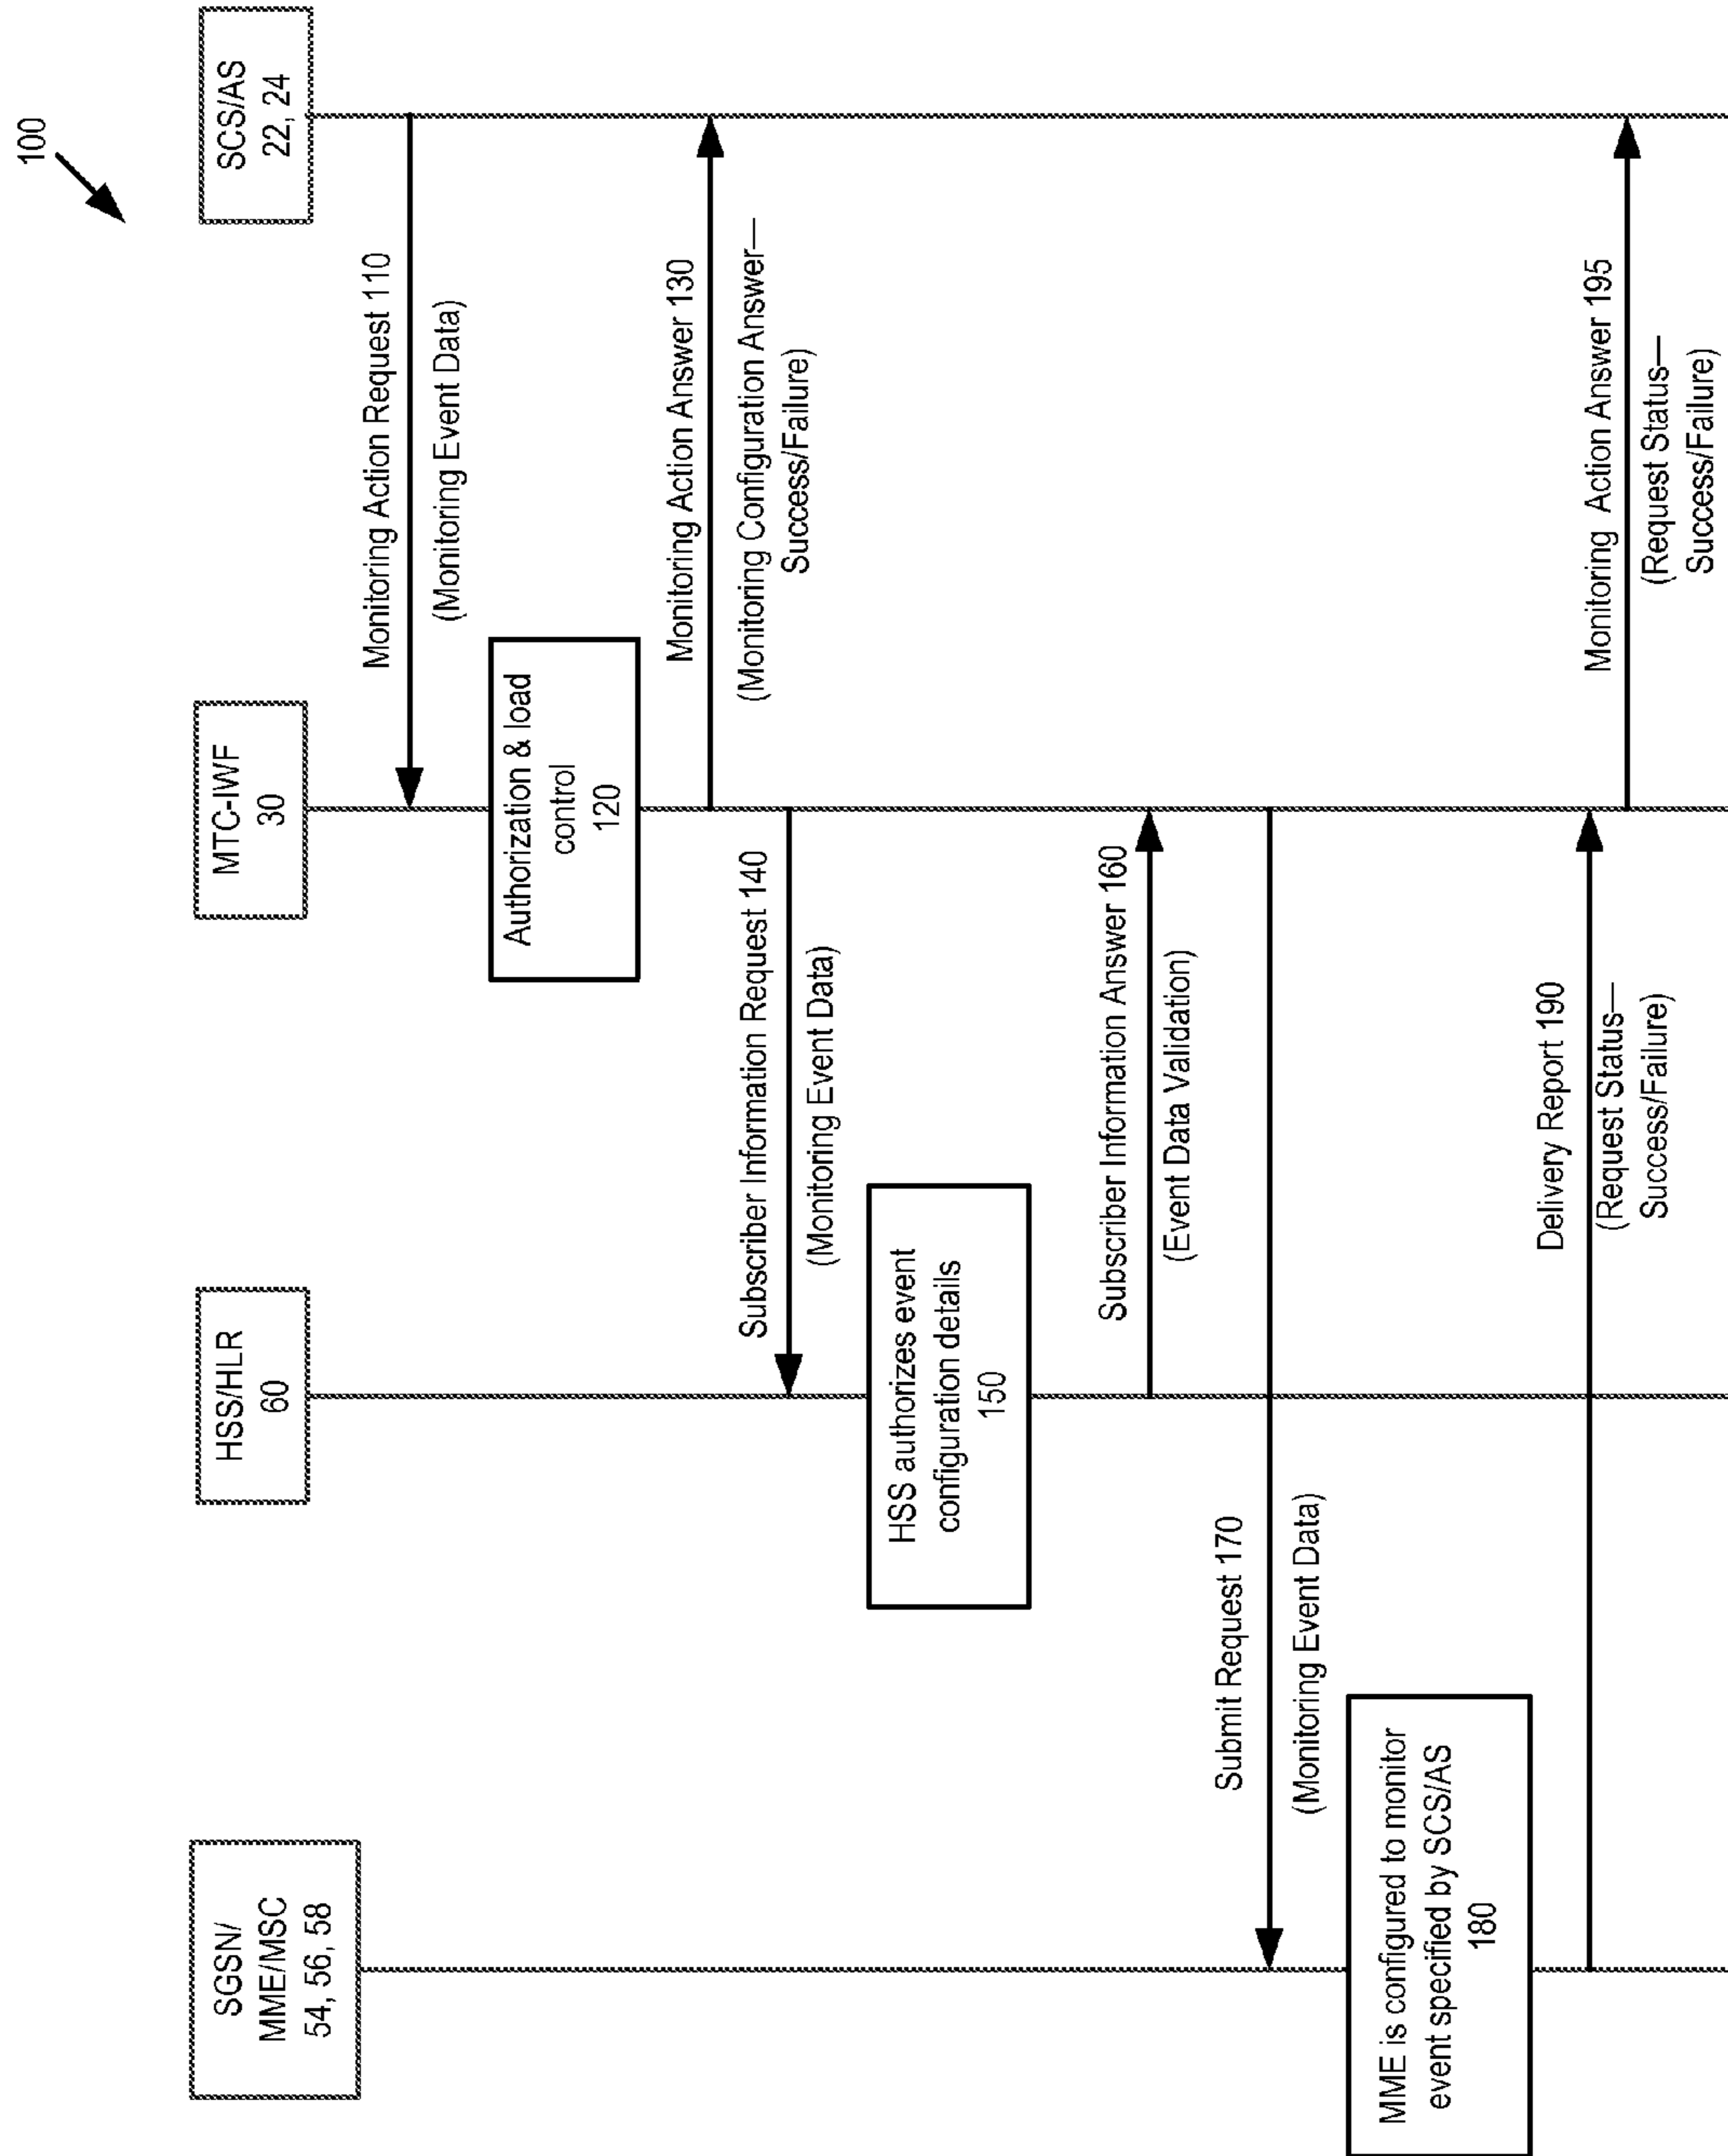 100
SGSN/
MME/MSC
54, 56, 58
HSS/HLR
60
MTC-IWF
30
SCS/AS
22, 24
Monitoring Action Request 110
(Monitoring Event Data)
Authorization & load
control
120
Monitoring Action Answer 130
(Monitoring Configuration Answer—
Success/Failure)
Subscriber Information Request 140
(Monitoring Event Data)
HSS authorizes event
configuration details
150
Subscriber Information Answer 160
(Event Data Validation)
Submit Request 170
(Monitoring Event Data)
MME is configured to monitor
event specified by SCS/AS
180
Delivery Report 190
(Request Status—
Success/Failure)
Monitoring Action Answer 195
(Request Status—
Success/Failure)